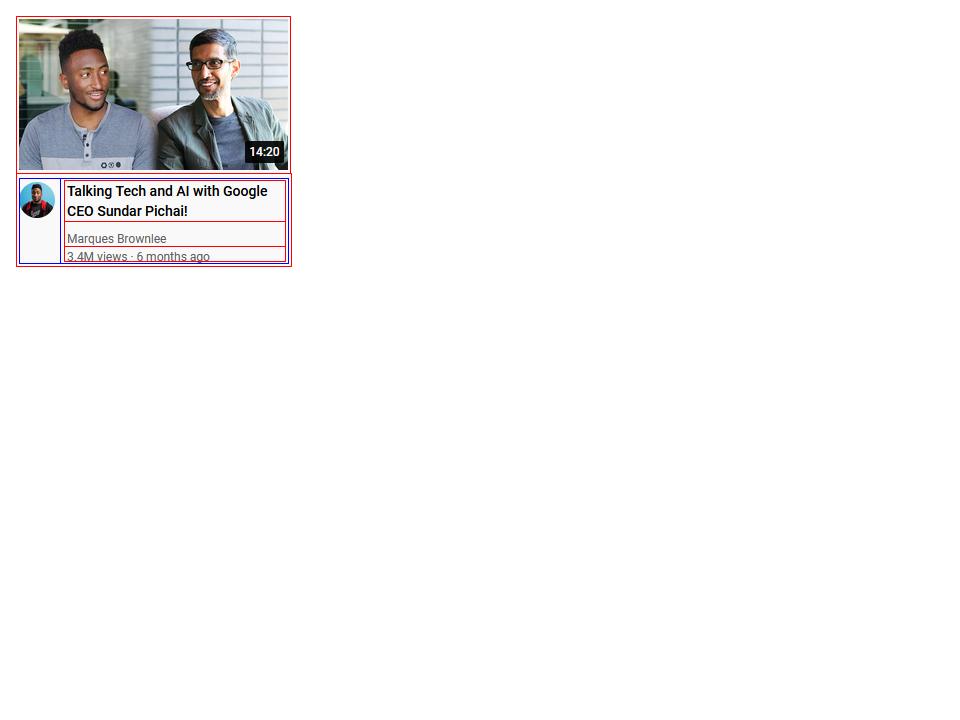 14:20
Talking Tech and AI with Google
CEO Sundar Pichai!
Marques Brownlee
3.4M views · 6 months ago